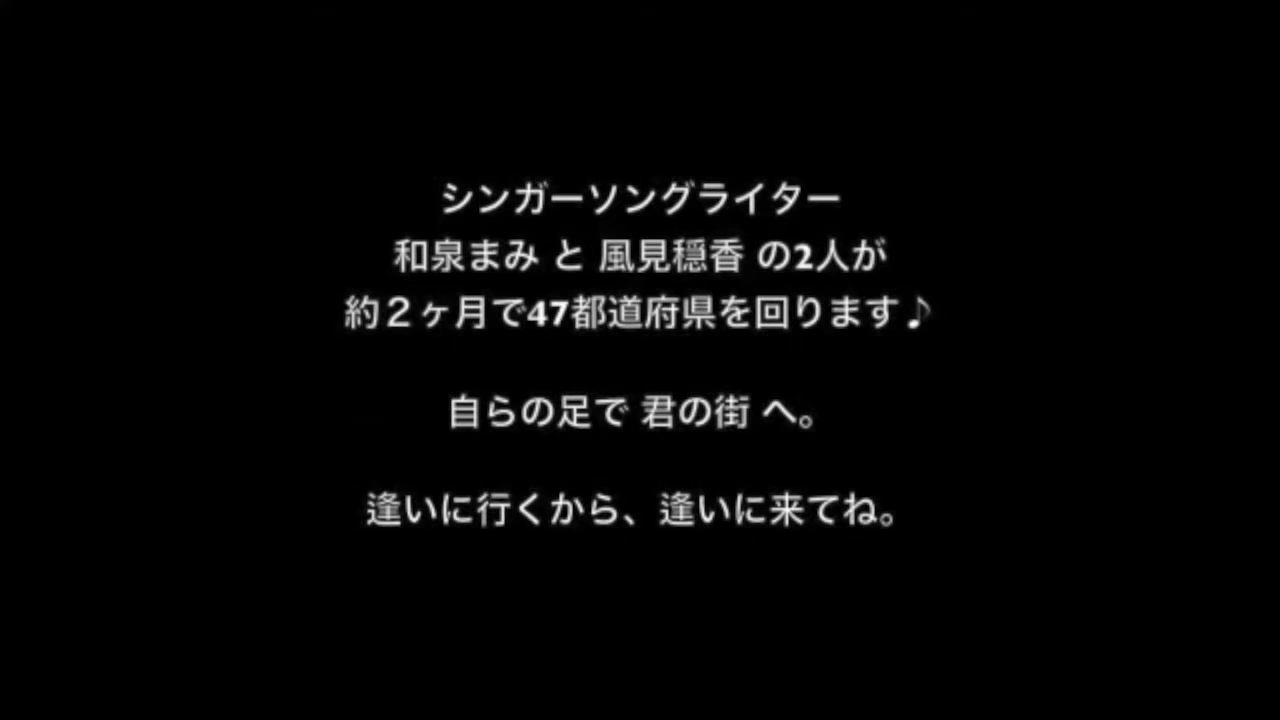 シンガーソングライター
和泉まみ と 風見穏香 の2人が
約２ヶ月で47都道府県を回ります♪
自らの足で 君の街 へ。
逢いに行くから、逢いに来てね。